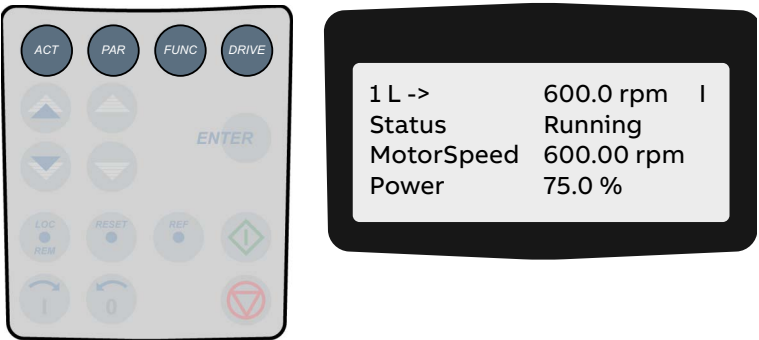 ACT PAR FUNC DRIVE
ENTER
LOC RESET REF
REM
I 0
1 L -> 600.0 rpm I
Status Running
MotorSpeed 600.00 rpm
Power 75.0 %